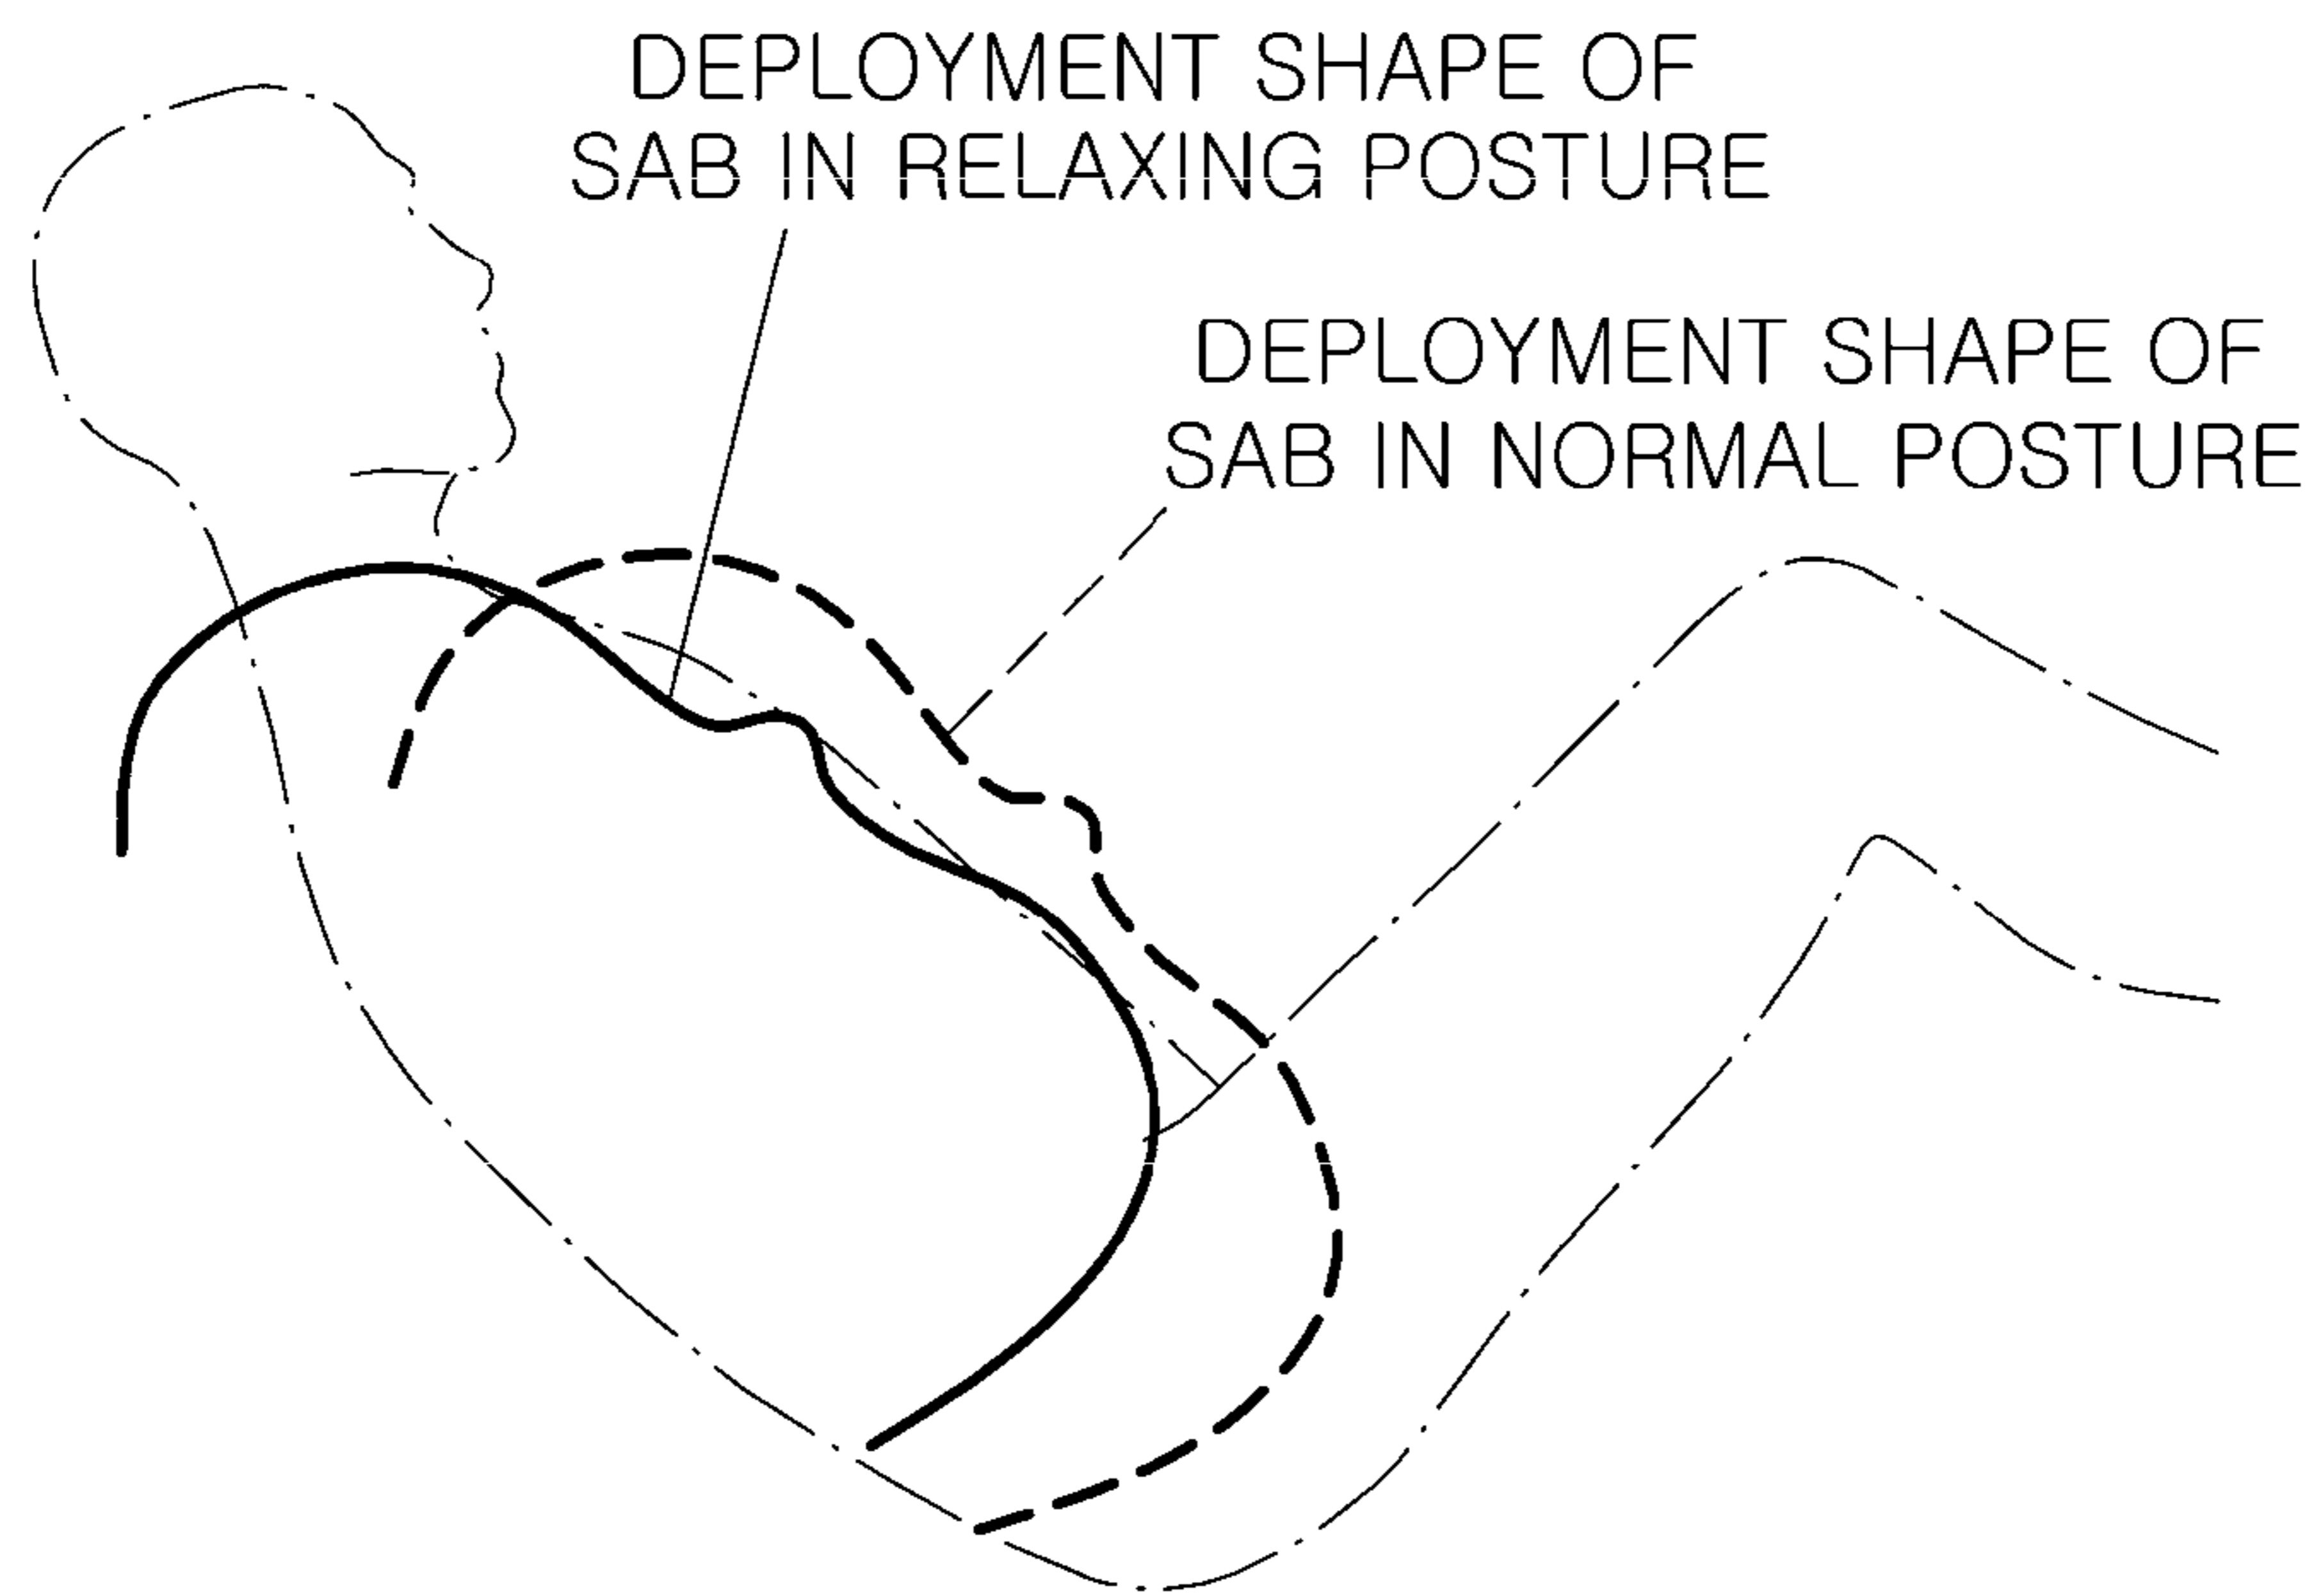 DEPLOYMENT SHAPE OF
SAB IN RELAXING POSTURE
DEPLOYMENT SHAPE OF
SAB IN NORMAL POSTURE